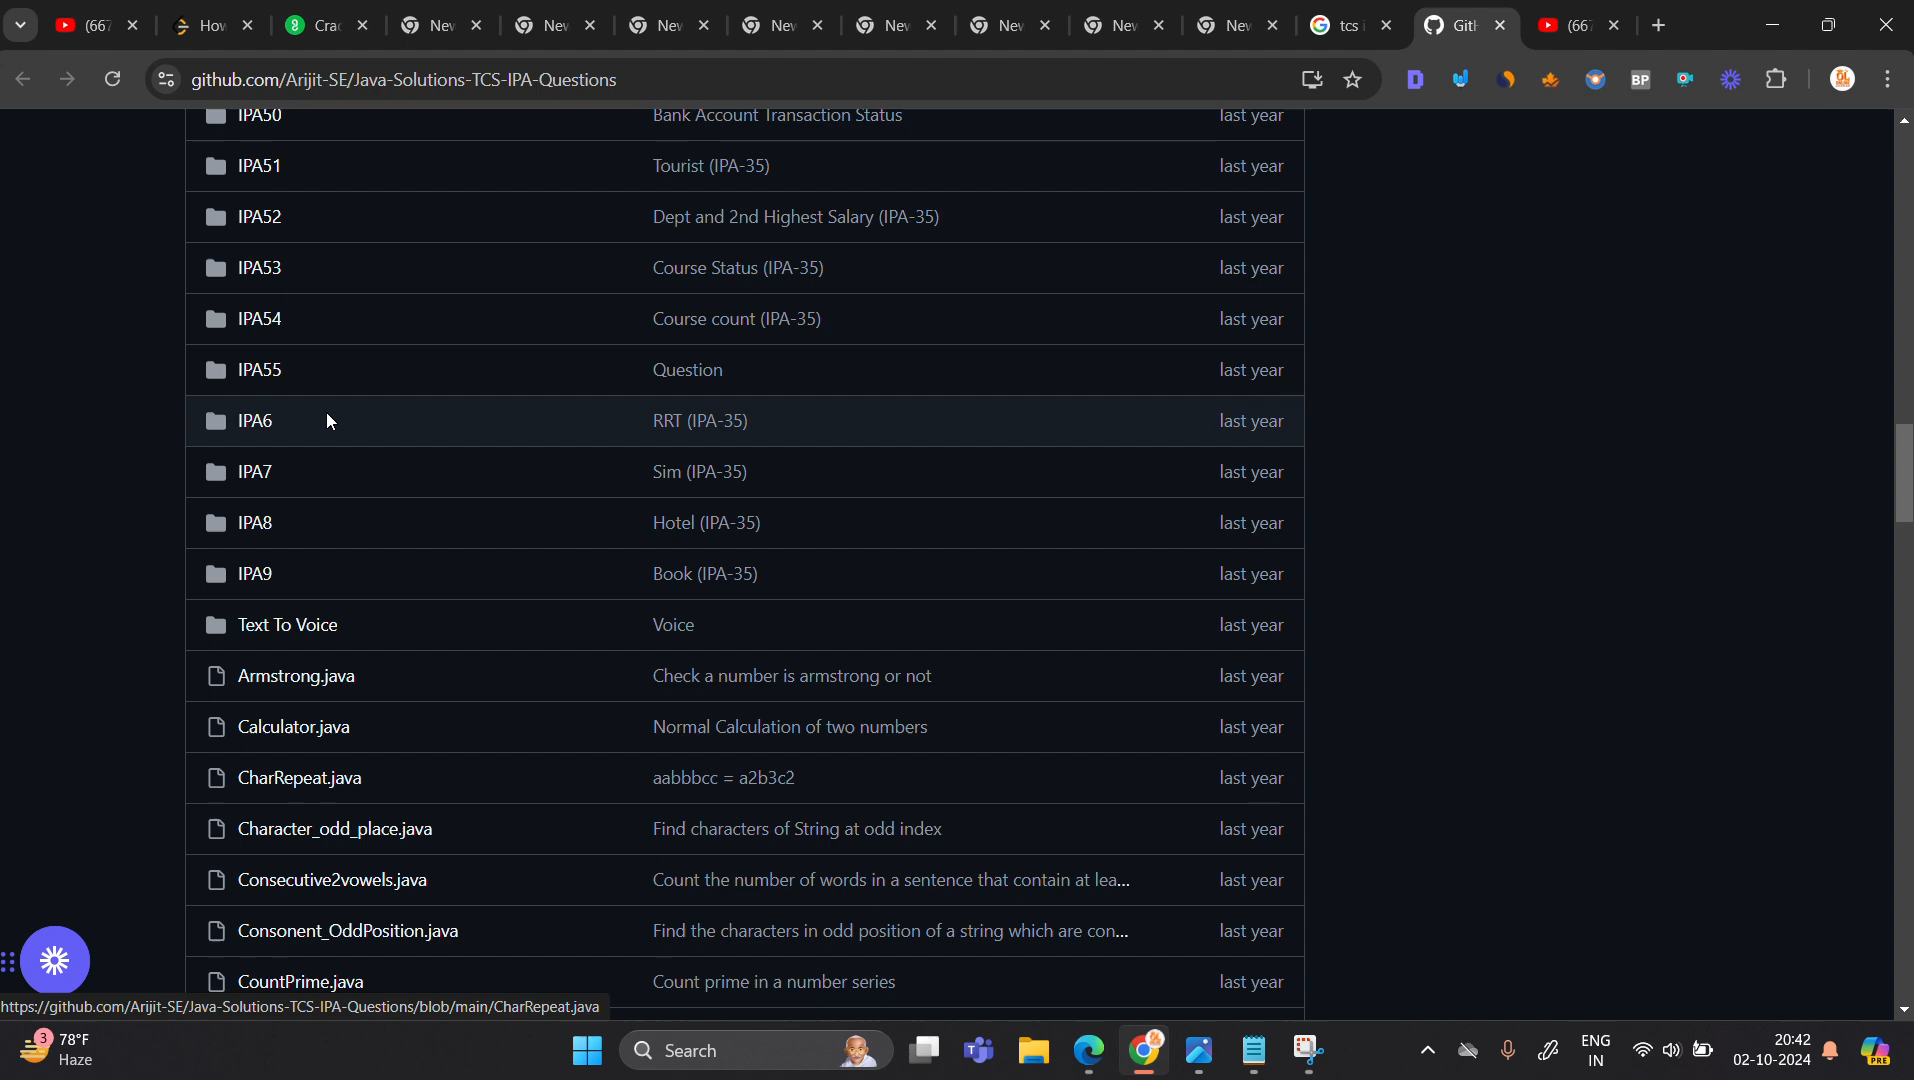 (667
How
Crac
New
New
New
New
New
New
New
New
tcs i
GitH
(667
github.com/Arijit-SE/Java-Solutions-TCS-IPA-Questions
BP
IPA50 Bank Account Transaction Status last year
IPA51 Tourist (IPA-35) last year
IPA52 Dept and 2nd Highest Salary (IPA-35) last year
IPA53 Course Status (IPA-35) last year
IPA54 Course count (IPA-35) last year
IPA55 Question last year
IPA6 RRT (IPA-35) last year
IPA7 Sim (IPA-35) last year
IPA8 Hotel (IPA-35) last year
IPA9 Book (IPA-35) last year
Text To Voice Voice last year
Armstrong.java Check a number is armstrong or not last year
Calculator.java Normal Calculation of two numbers last year
CharRepeat.java aabbbcc = a2b3c2 last year
Character_odd_place.java Find characters of String at odd index last year
Consecutive2vowels.java Count the number of words in a sentence that contain at lea... last year
Consonent_OddPosition.java Find the characters in odd position of a string which are con... last year
CountPrime.java Count prime in a number series last year
https://github.com/Arijit-SE/Java-Solutions-TCS-IPA-Questions/blob/main/CharRepeat.java
3
78°F
Haze
Search
ENG
IN
20:42
02-10-2024
PRE